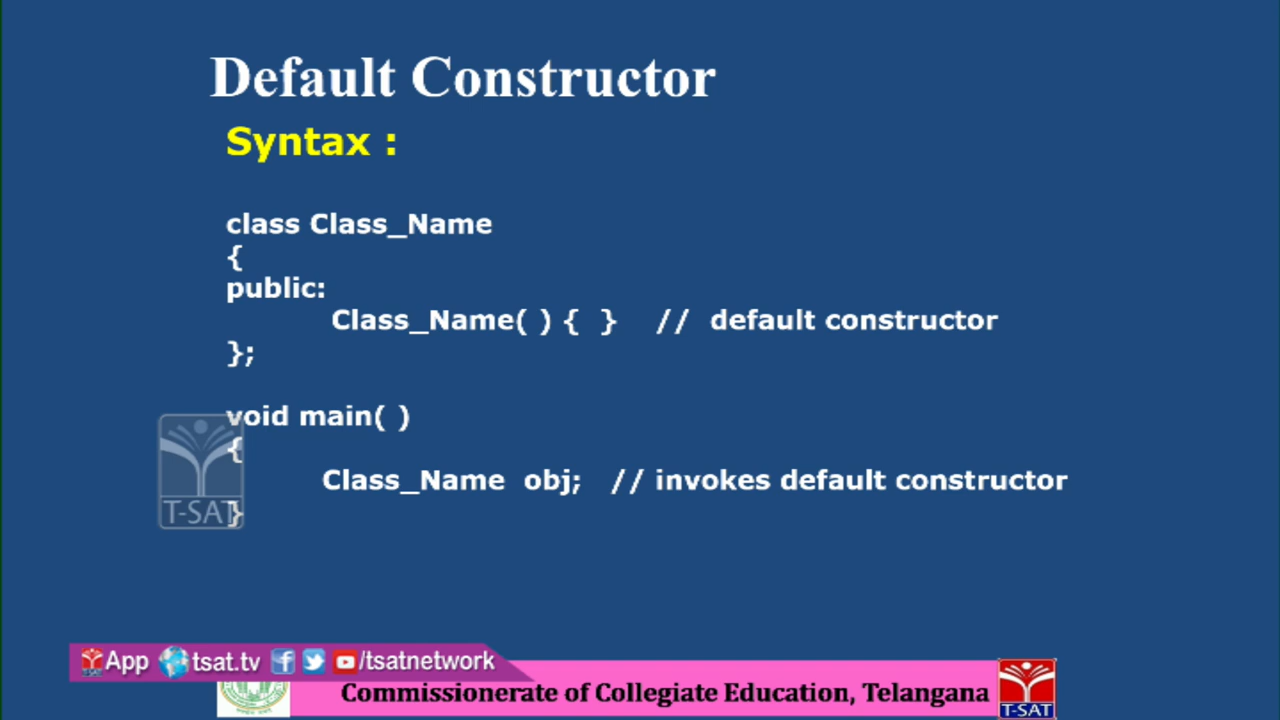 Default Constructor
Syntax :
class Class_Name
{
public:
Class_Name( ) { } // default constructor
};
void main( )
{
Class_Name obj; // invokes default constructor
}
T-SAT
App tsat.tv /tsatnetwork
Commissionerate of Collegiate Education, Telangana
T-SAT